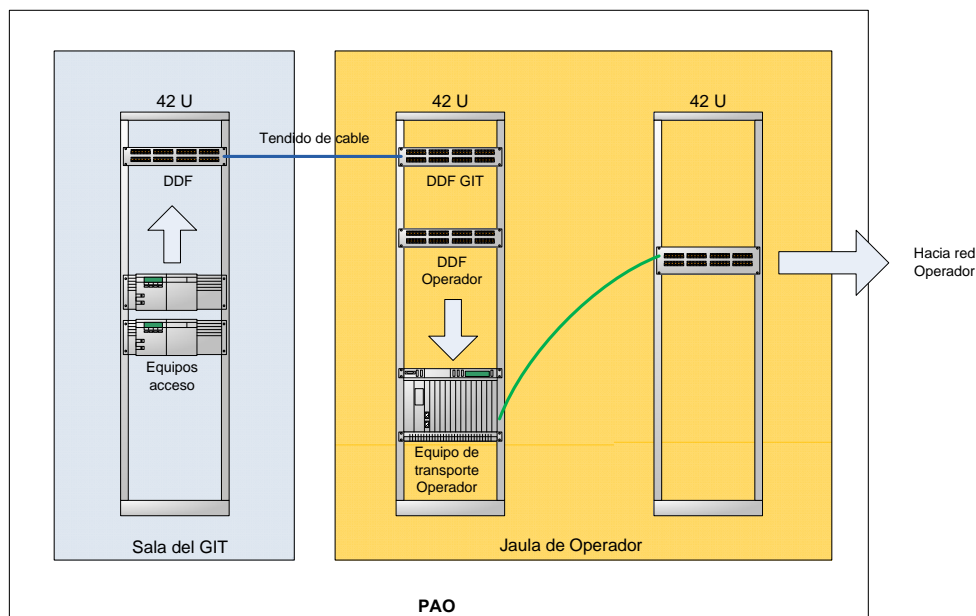 42 U
42 U
42 U
Tendido de cable
DDF
DDF GIT
DDF
Operador
Hacia red
Operador
Equipos
acceso
Equipo de
transporte
Operador
Sala del GIT
Jaula de Operador
PAO